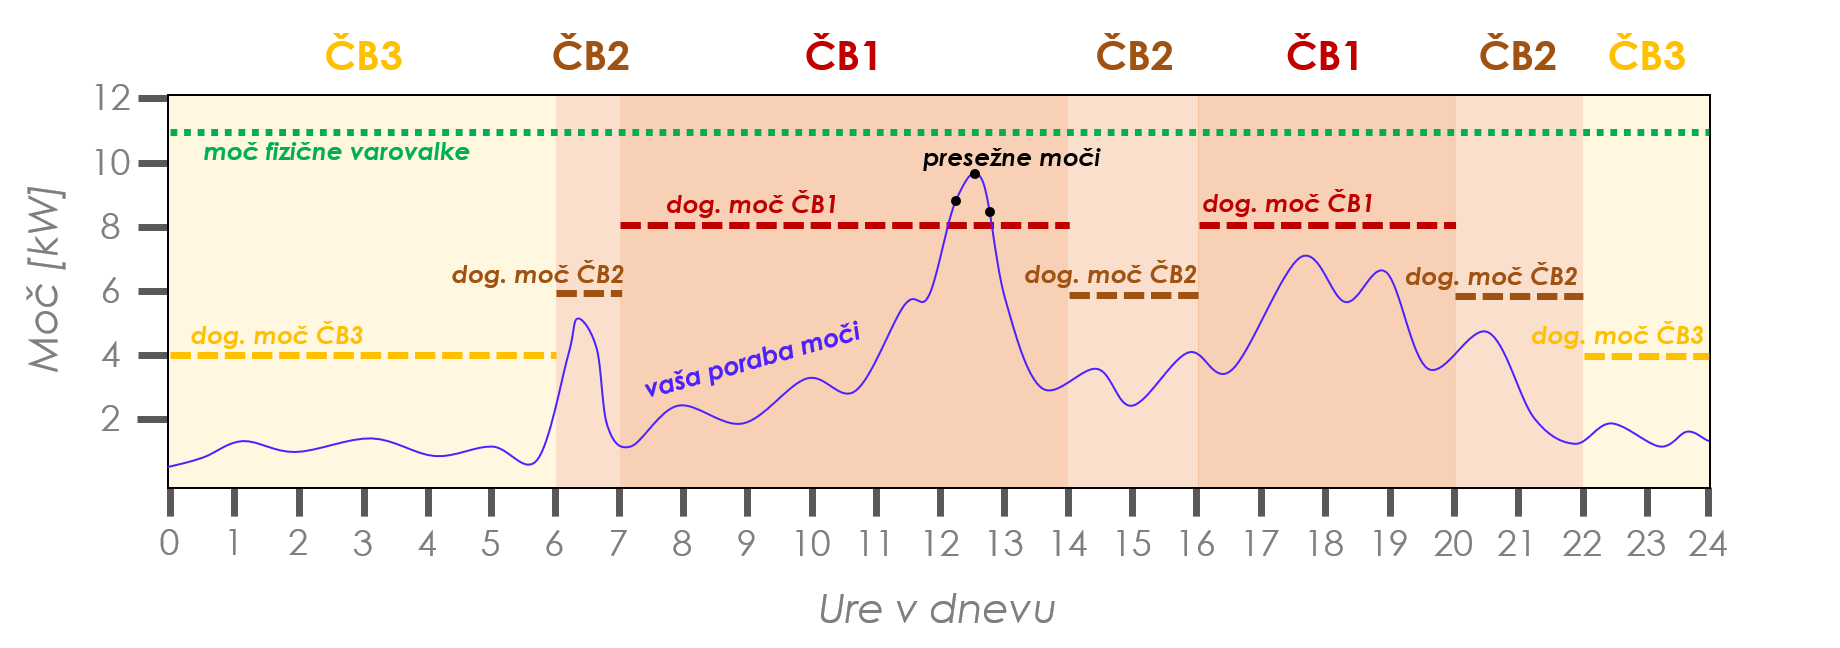 ČB3 ČB2 ČB1 ČB2 ČB1 ČB2 ČB3
12
moč fizične varovalke
presežne moči
10
dog. moč ČB1 dog. moč ČB1
8
dog. moč ČB2 dog. moč ČB2 dog. moč ČB2
6
dog. moč ČB3 vaša poraba moči dog. moč ČB3
4
2
Moč [kW]
0 1 2 3 4 5 6 7 8 9 10 11 12 13 14 15 16 17 18 19 20 21 22 23 24
Ure v dnevu